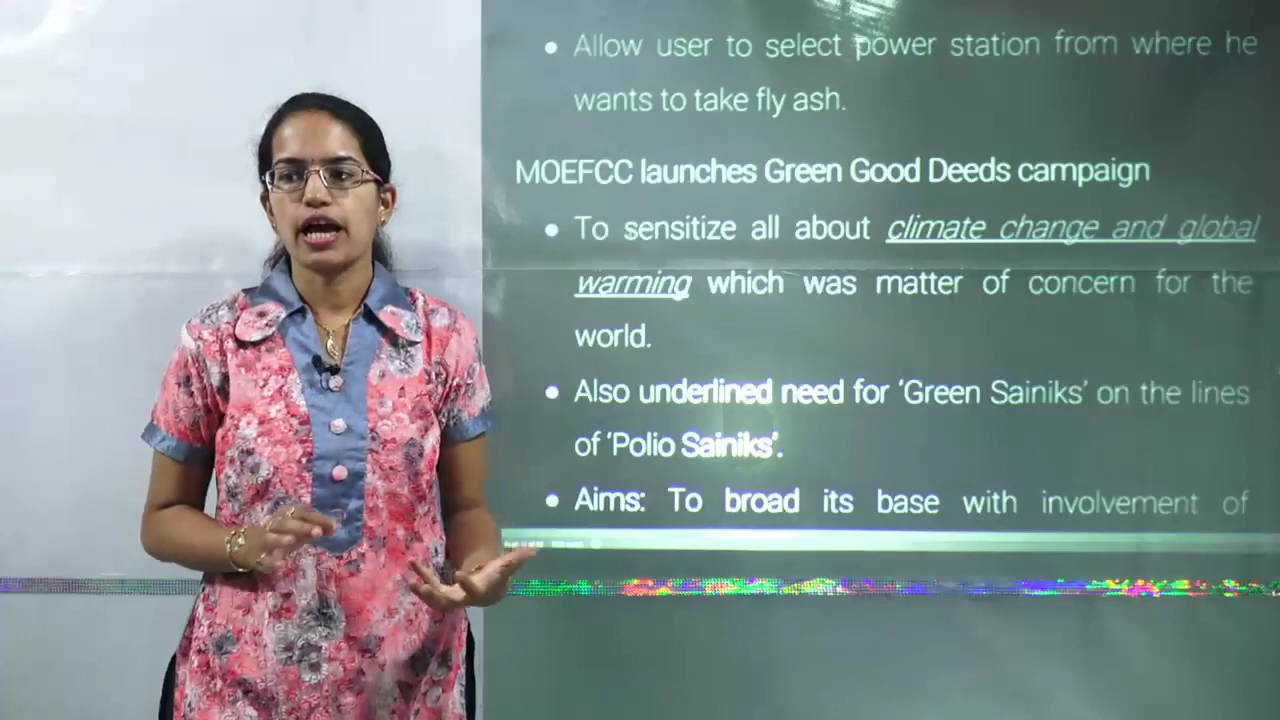 • Allow user to select power station from where he
wants to take fly ash.
MOEFCC launches Green Good Deeds campaign
• To sensitize all about climate change and global
warming which was matter of concern for the
world.
• Also underlined need for ‘Green Sainiks’ on the lines
of ‘Polio Sainiks’.
• Aims: To broad its base with involvement of